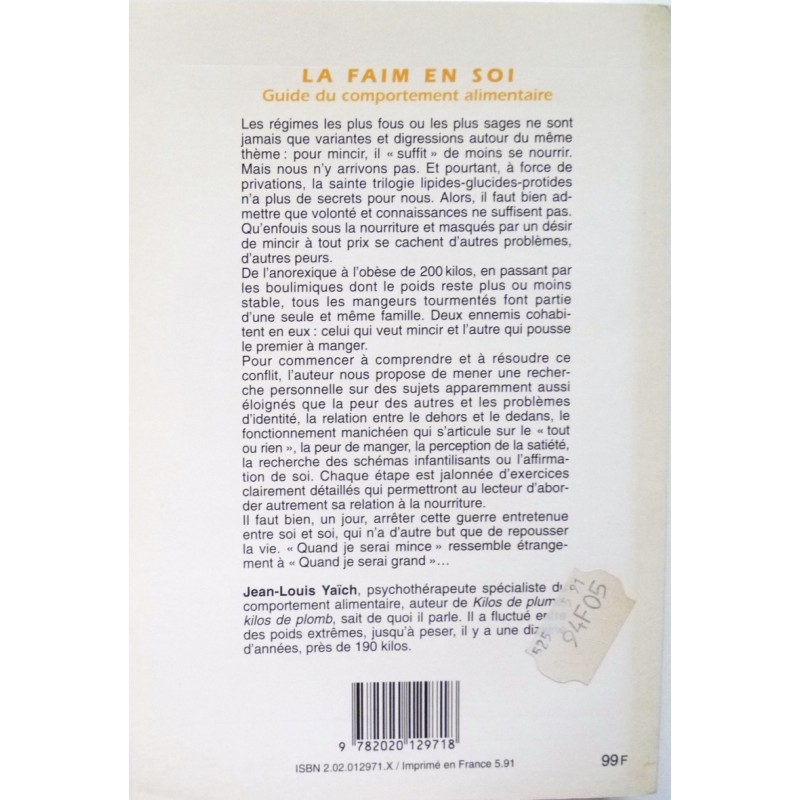 LA FAIM EN SOI
Guide du comportement alimentaire
Les régimes les plus fous ou les plus sages ne sont
jamais que variantes et digressions autour du même
thème : pour mincir, il « suffit » de moins se nourrir.
Mais nous n'y arrivons pas. Et pourtant, à force de
privations, la sainte trilogie lipides-glucides-protides
n'a plus de secrets pour nous. Alors, il faut bien ad-
mettre que volonté et connaissances ne suffisent pas.
Qu'enfouis sous la nourriture et masqués par un désir
de mincir à tout prix se cachent d'autres problèmes,
d'autres peurs.
De l'anorexique à l'obèse de 200 kilos, en passant par
les boulimiques dont le poids reste plus ou moins
stable, tous les mangeurs tourmentés font partie
d'une seule et même famille. Deux ennemis cohabi-
tent en eux : celui qui veut mincir et l'autre qui pousse
le premier à manger.
Pour commencer à comprendre et à résoudre ce
conflit, l'auteur nous propose de mener une recher-
che personnelle sur des sujets apparemment aussi
éloignés que la peur des autres et les problèmes
d'identité, la relation entre le dehors et le dedans, le
fonctionnement manichéen qui s'articule sur le « tout
ou rien », la peur de manger, la perception de la satiété,
la recherche des schémas infantilisants ou l'affirma-
tion de soi. Chaque étape est jalonnée d'exercices
clairement détaillés qui permettront au lecteur d'abor-
der autrement sa relation à la nourriture.
Il faut bien, un jour, arrêter cette guerre entretenue
entre soi et soi, qui n'a d'autre but que de repousser
la vie. « Quand je serai mince » ressemble étrange-
ment à « Quand je serai grand »...
Jean-Louis Yaïch, psychothérapeute spécialiste du
comportement alimentaire, auteur de Kilos de plume
kilos de plomb, sait de quoi il parle. Il a fluctué
des poids extrêmes, jusqu'à peser, il y a une
d'années, près de 190 kilos.
94F05
9 782020 129718
ISBN 2.02.012971.X / Imprimé en France 5.91
99F